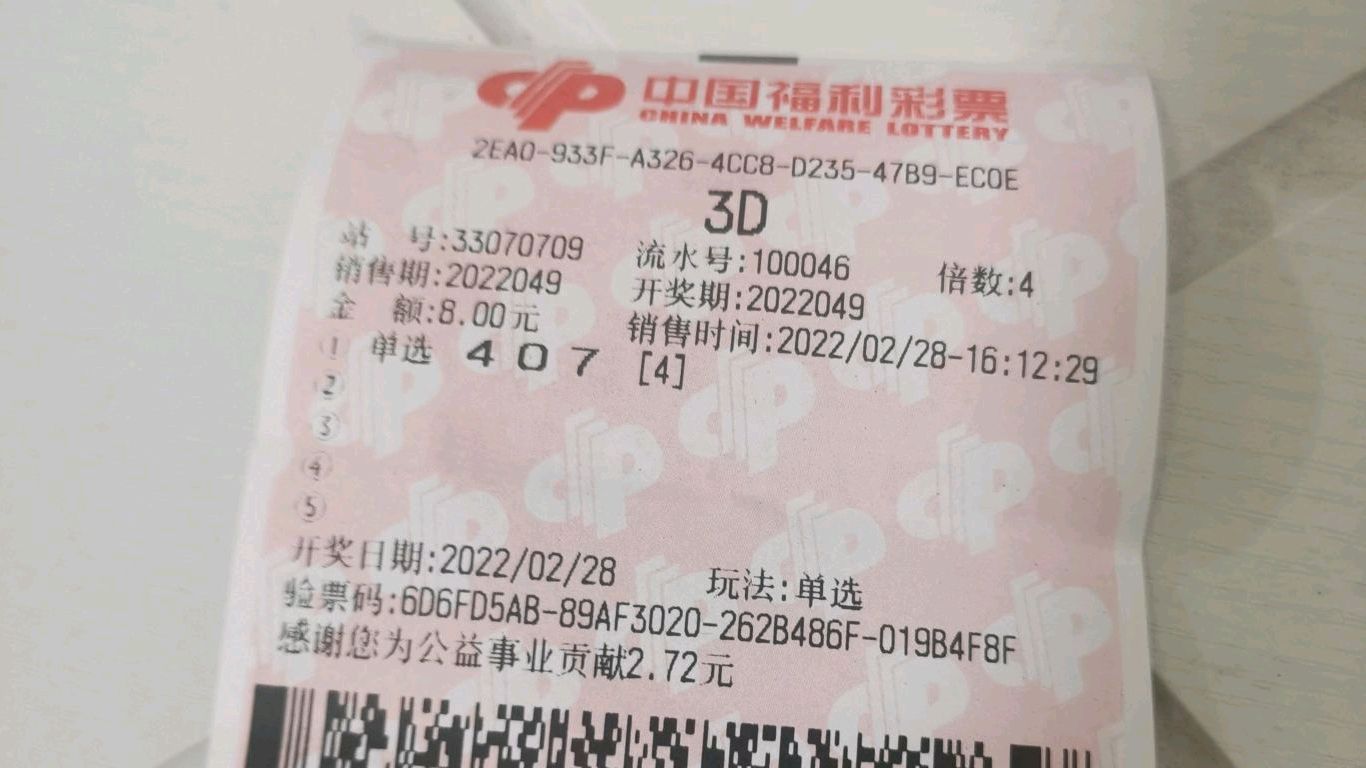 中国福利彩票
CHINA WELFARE LOTTERY
2EA0-933F-A326-4CC8-D235-47B9-EC0E
3D
站 号:33070709 流水号:100046 倍数:4
销售期:2022049 开奖期:2022049
金 额:8.00元 销售时间:2022/02/28-16:12:29
① 单选 4 0 7 [4]
②
③
④
⑤
开奖日期:2022/02/28 玩法:单选
验票码:6D6FD5AB-89AF3020-262B486F-019B4F8F
感谢您为公益事业贡献2.72元